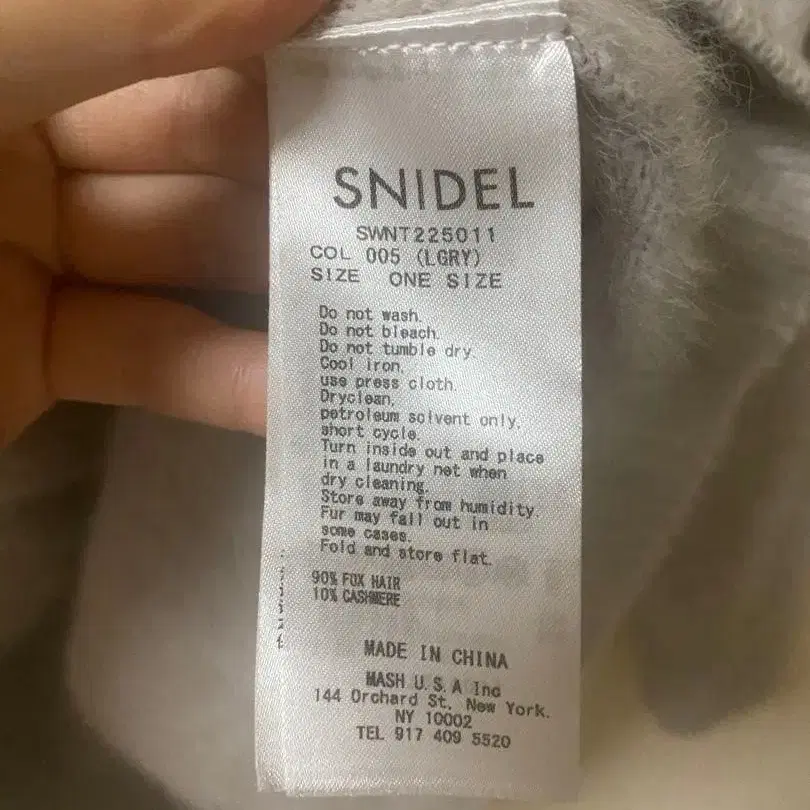 SNIDEL
SWNT225011
COL 005 (LGRY)
SIZE ONE SIZE
Do not wash.
Do not bleach.
Do not tumble dry.
Cool iron,
use press cloth.
Dryclean,
petroleum solvent only,
short cycle.
Turn inside out and place
in a laundry net when
dry cleaning.
Store away from humidity.
Fur may fall out in
some cases.
Fold and store flat.
90% FOX HAIR
10% CASHMERE
MADE IN CHINA
MASH U.S.A Inc
144 Orchard St, New York.
NY 10002
TEL 917 409 5520